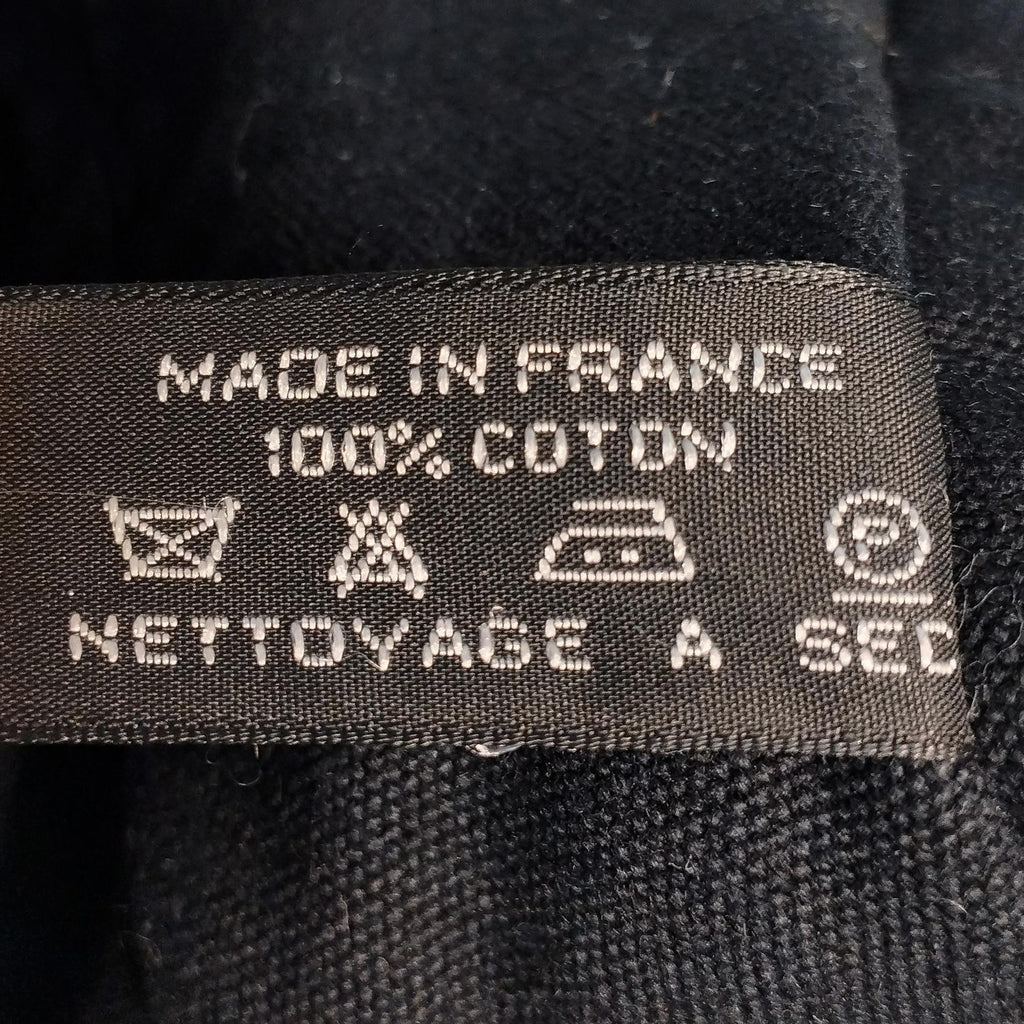 MADE IN FRANCE
100% COTON
P
NETTOYAGE A SEC